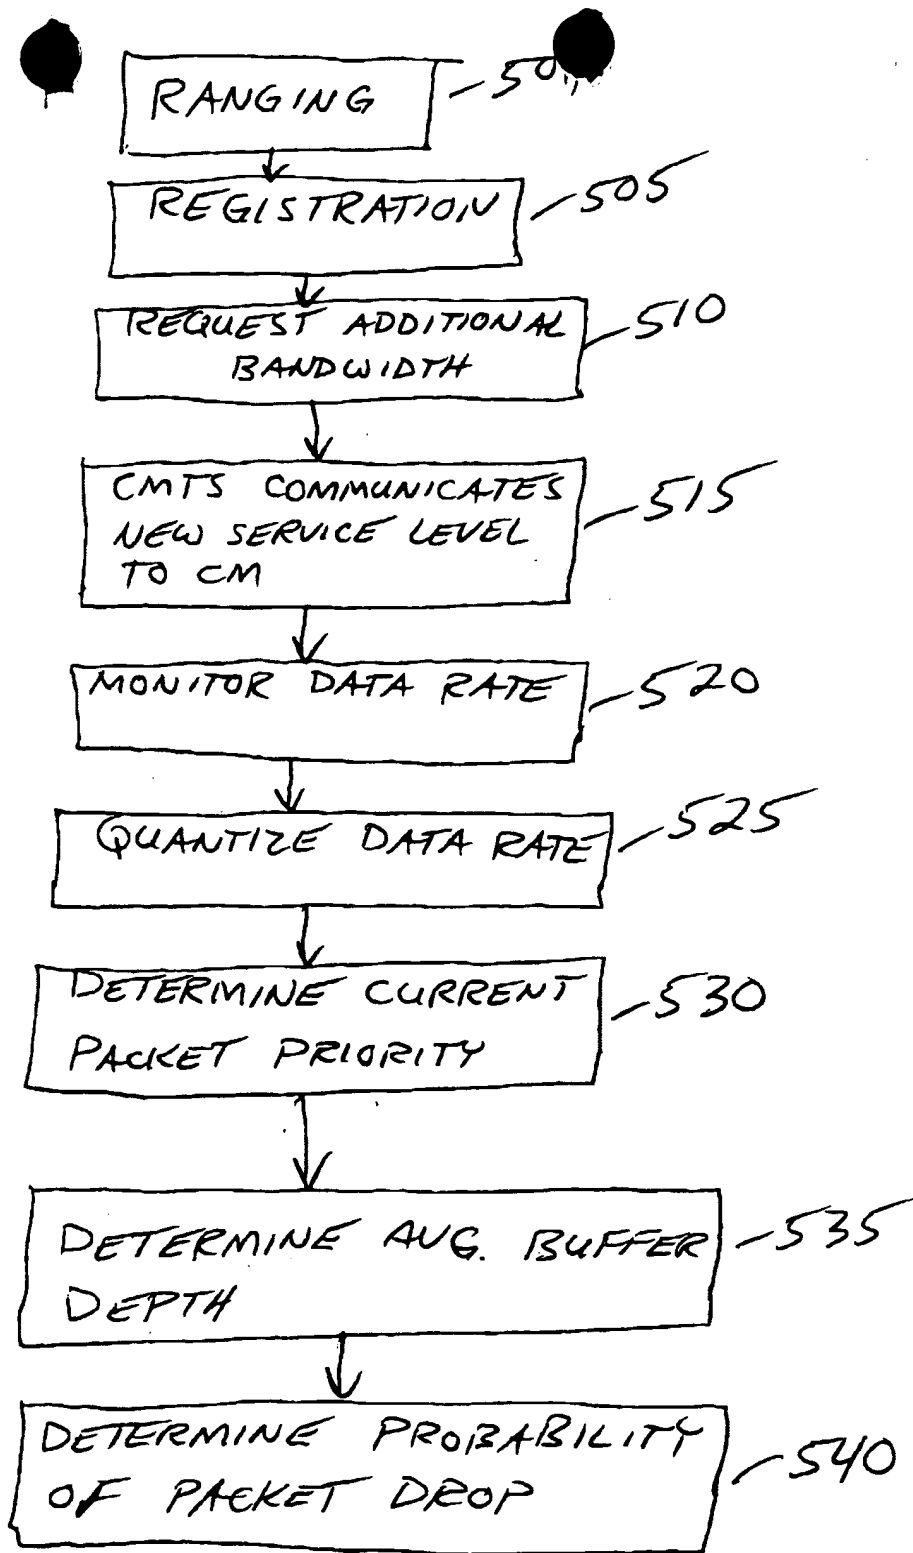 RANGING
REGISTRATION
505
REQUEST ADDITIONAL
BANDWIDTH
510
CMTS COMMUNICATES
NEW SERVICE LEVEL
TO CM
515
MONITOR DATA RATE
520
QUANTIZE DATA RATE
525
DETERMINE CURRENT
PACKET PRIORITY
530
DETERMINE AVG. BUFFER
DEPTH
535
DETERMINE PROBABILITY
OF PACKET DROP
540